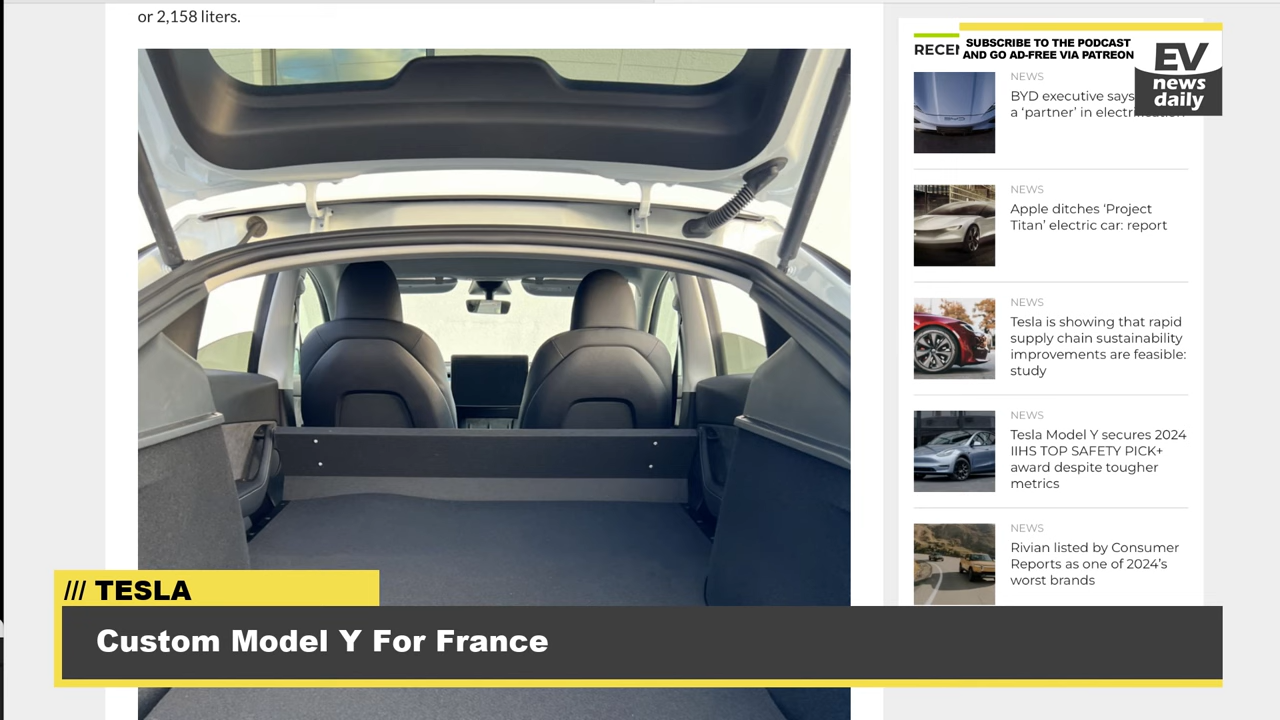 or 2,158 liters.
SUBSCRIBE TO THE PODCAST
AND GO AD-FREE VIA PATREON
EV
news
daily
NEWS
BYD executive says
a ‘partner’ in
NEWS
Apple ditches ‘Project
Titan’ electric car: report
NEWS
Tesla is showing that rapid
supply chain sustainability
improvements are feasible:
study
NEWS
Tesla Model Y secures 2024
IIHS TOP SAFETY PICK+
award despite tougher
metrics
NEWS
Rivian listed by Consumer
Reports as one of 2024’s
worst brands
/// TESLA
Custom Model Y For France